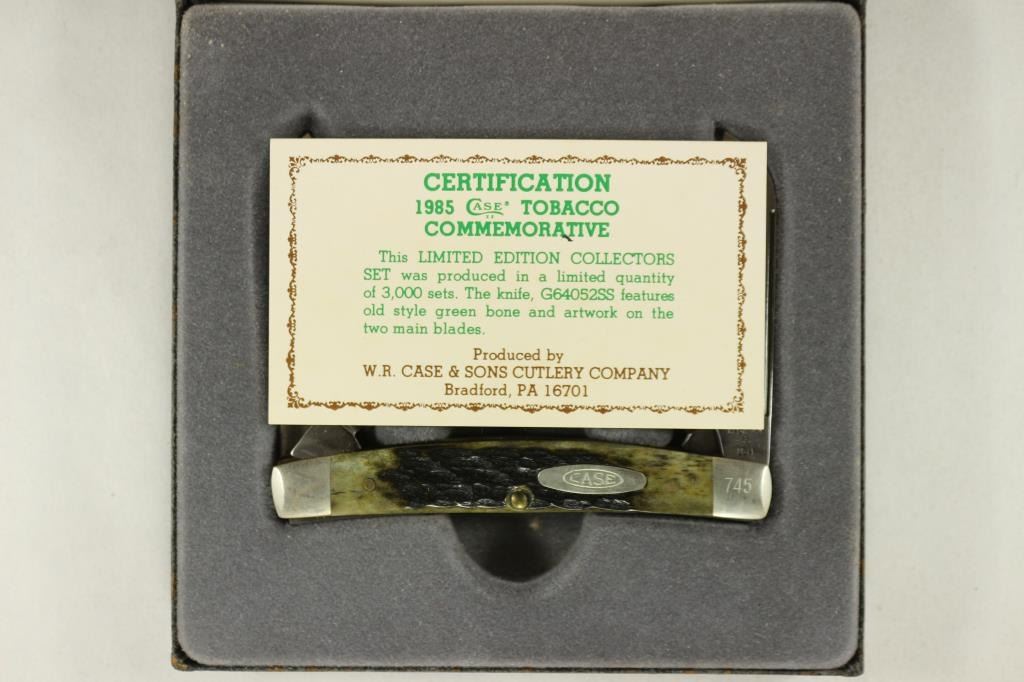 CERTIFICATION
1985 CASE® TOBACCO
COMMEMORATIVE
This LIMITED EDITION COLLECTORS
SET was produced in a limited quantity
of 3,000 sets. The knife, G64052SS features
old style green bone and artwork on the
two main blades.
Produced by
W.R. CASE & SONS CUTLERY COMPANY
Bradford, PA 16701
CASE
745